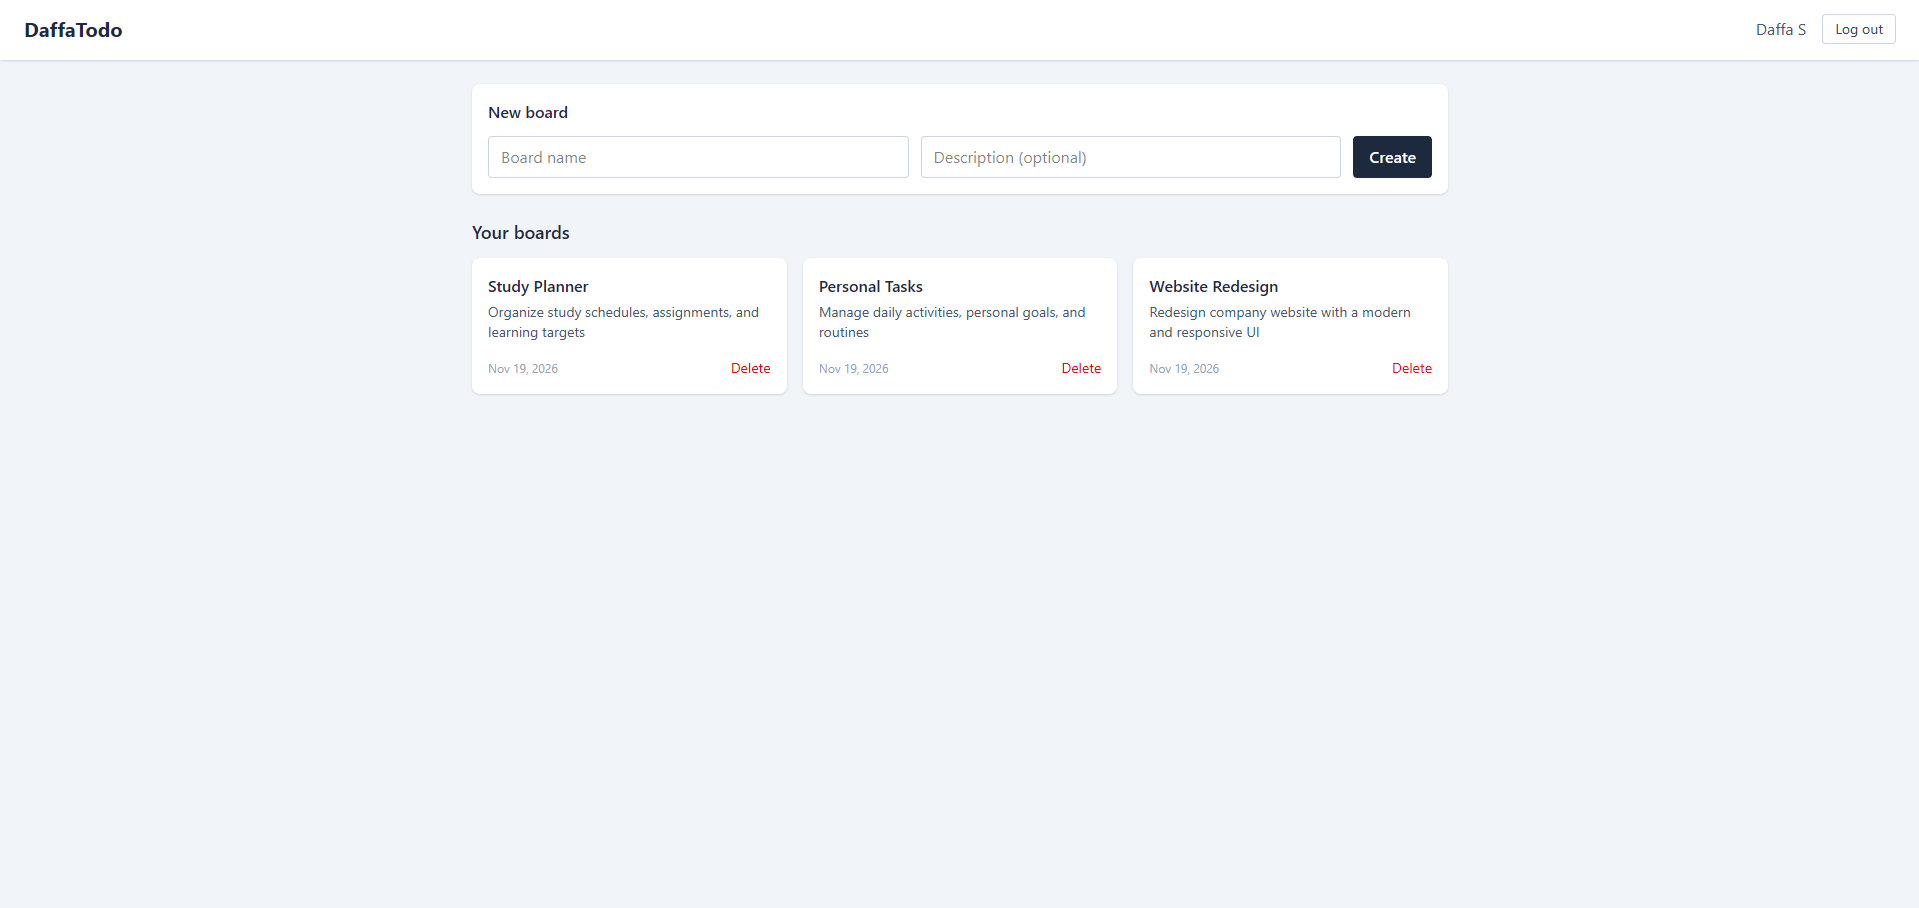 DaffaTodo
Daffa S
Log out
New board
Board name
Description (optional)
Create
Your boards
Study Planner
Organize study schedules, assignments, and
learning targets
Nov 19, 2026
Delete
Personal Tasks
Manage daily activities, personal goals, and
routines
Nov 19, 2026
Delete
Website Redesign
Redesign company website with a modern
and responsive UI
Nov 19, 2026
Delete